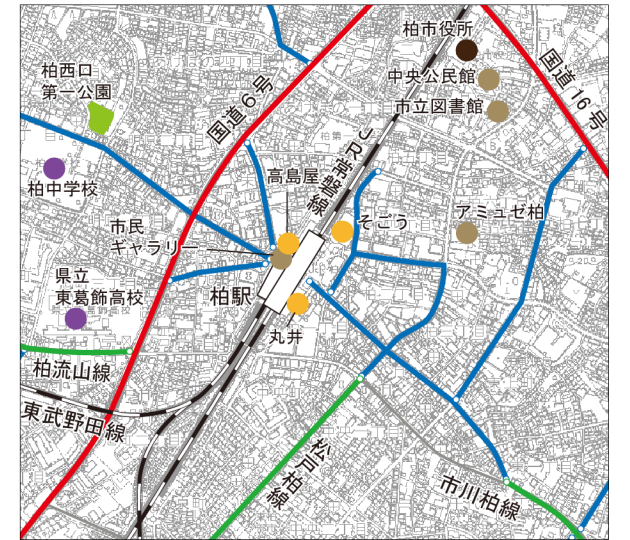 柏市役所
柏西口
第一公園
中央公民館
市立図書館
国道16号
国道6号
JR常磐線
柏中学校
高島屋
市民
ギャラリー
そごう
アミュゼ柏
県立
東葛飾高校
柏駅
丸井
柏流山線
東武野田線
松戸柏線
市川柏線